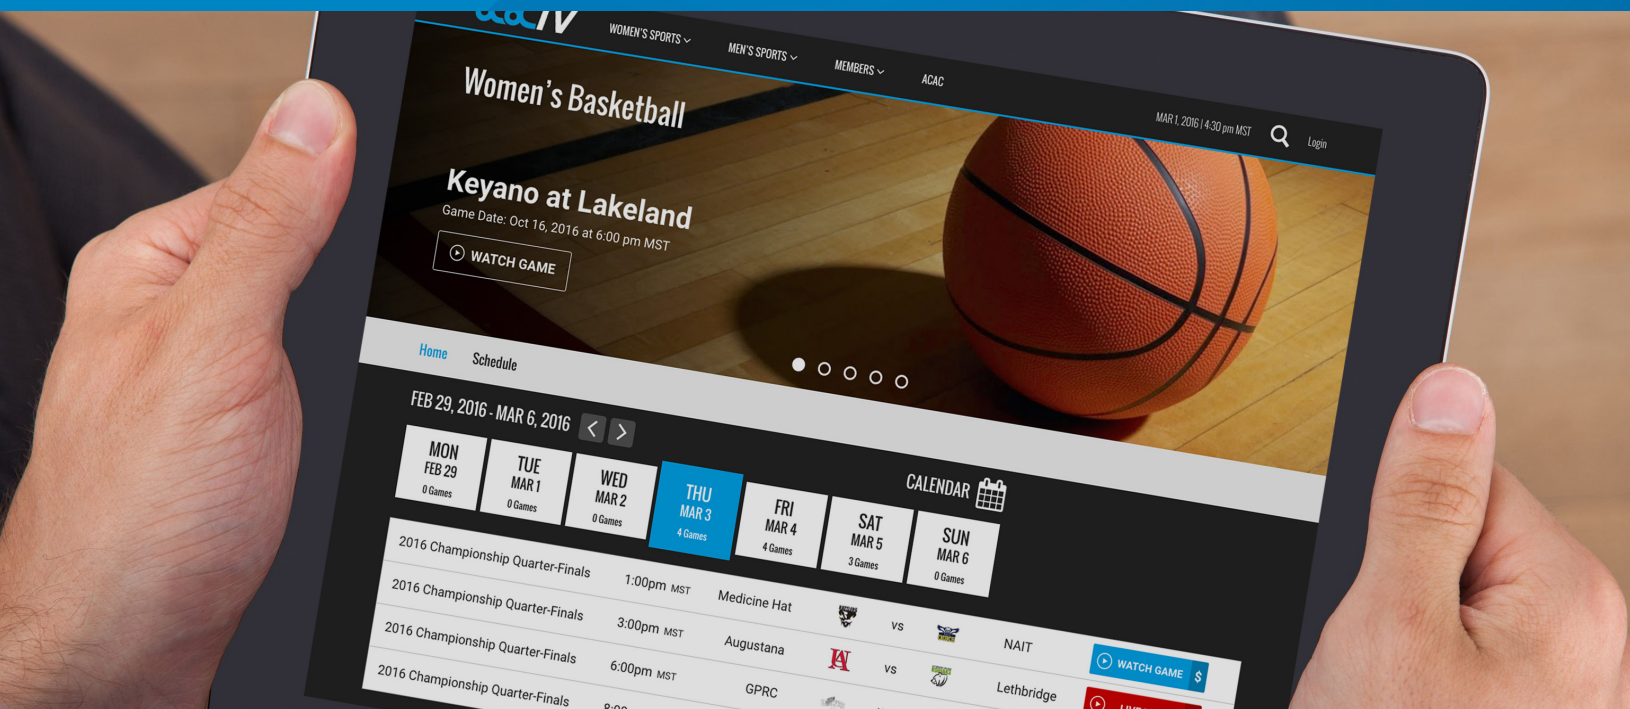 WOMEN'S SPORTS
MEN'S SPORTS
MEMBERS
ACAC
MAR 1, 2016 | 4:30 pm MST
Login
Women's Basketball
Keyano at Lakeland
Game Date: Oct 16, 2016 at 6:00 pm MST
WATCH GAME
Home
Schedule
FEB 29, 2016 - MAR 6, 2016
CALENDAR
MON
FEB 29
0 Games
TUE
MAR 1
0 Games
WED
MAR 2
0 Games
THU
MAR 3
4 Games
FRI
MAR 4
4 Games
SAT
MAR 5
3 Games
SUN
MAR 6
0 Games
2016 Championship Quarter-Finals 1:00pm MST Medicine Hat vs NAIT WATCH GAME $
2016 Championship Quarter-Finals 3:00pm MST Augustana vs Lethbridge
2016 Championship Quarter-Finals 6:00pm MST GPRC
2016 Championship Quarter-Finals